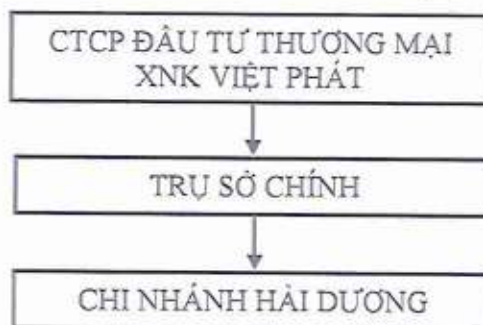 CTCP ĐẦU TƯ THƯƠNG MẠI
XNK VIỆT PHÁT
TRỤ SỞ CHÍNH
CHI NHÁNH HẢI DƯƠNG